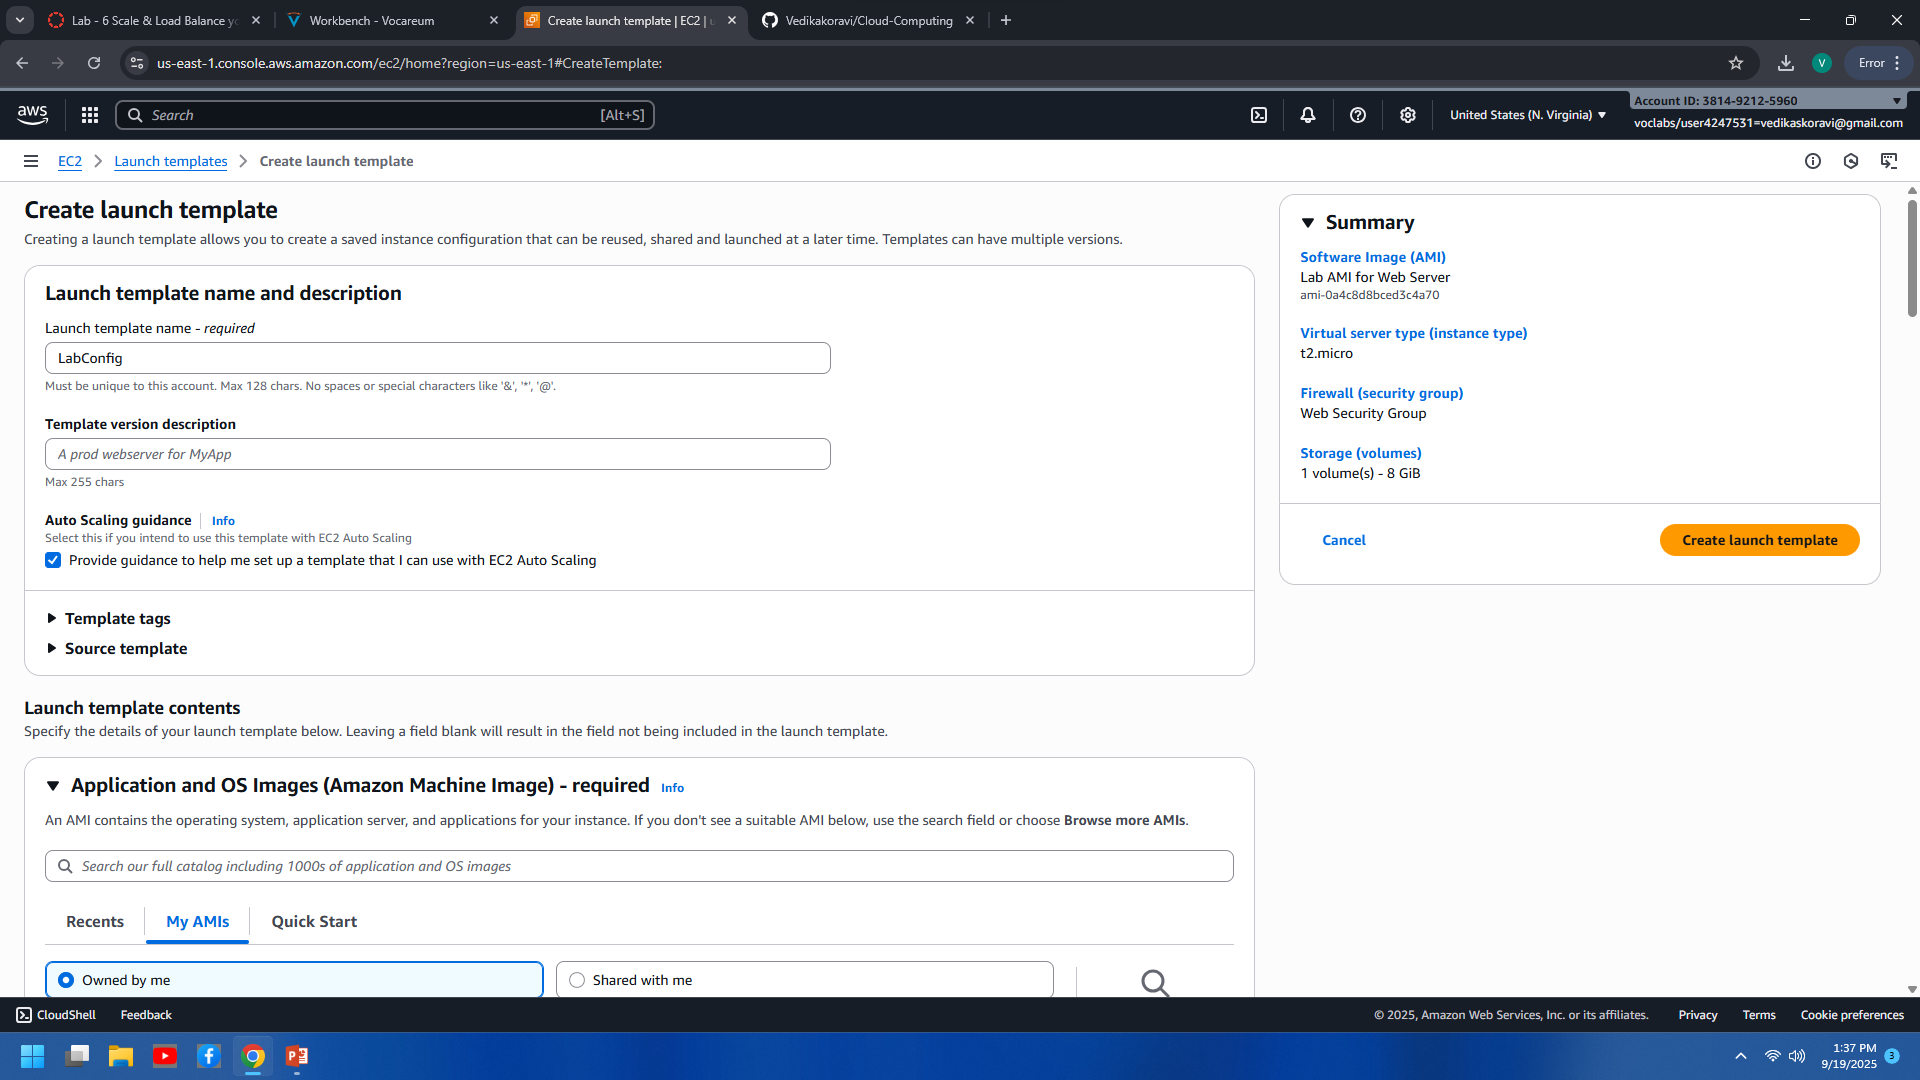 Lab - 6 Scale & Load Balance yo
Workbench - Vocareum
Create launch template | EC2 | u
Vedikakoravi/Cloud-Computing
us-east-1.console.aws.amazon.com/ec2/home?region=us-east-1#CreateTemplate:
V
Error
aws
Search
[Alt+S]
United States (N. Virginia)
Account ID: 3814-9212-5960
voclabs/user4247531=vedikaskoravi@gmail.com
EC2
Launch templates
Create launch template
Create launch template
Creating a launch template allows you to create a saved instance configuration that can be reused, shared and launched at a later time. Templates can have multiple versions.
Launch template name and description
Launch template name - required
LabConfig
Must be unique to this account. Max 128 chars. No spaces or special characters like '&', '*', '@'.
Template version description
A prod webserver for MyApp
Max 255 chars
Auto Scaling guidance
Info
Select this if you intend to use this template with EC2 Auto Scaling
Provide guidance to help me set up a template that I can use with EC2 Auto Scaling
Template tags
Source template
Launch template contents
Specify the details of your launch template below. Leaving a field blank will result in the field not being included in the launch template.
Application and OS Images (Amazon Machine Image) - required
Info
An AMI contains the operating system, application server, and applications for your instance. If you don't see a suitable AMI below, use the search field or choose Browse more AMIs.
Search our full catalog including 1000s of application and OS images
Recents
My AMIs
Quick Start
Owned by me
Shared with me
Summary
Software Image (AMI)
Lab AMI for Web Server
ami-0a4c8d8bced3c4a70
Virtual server type (instance type)
t2.micro
Firewall (security group)
Web Security Group
Storage (volumes)
1 volume(s) - 8 GiB
Cancel
Create launch template
CloudShell
Feedback
© 2025, Amazon Web Services, Inc. or its affiliates.
Privacy
Terms
Cookie preferences
1:37 PM
9/19/2025
3